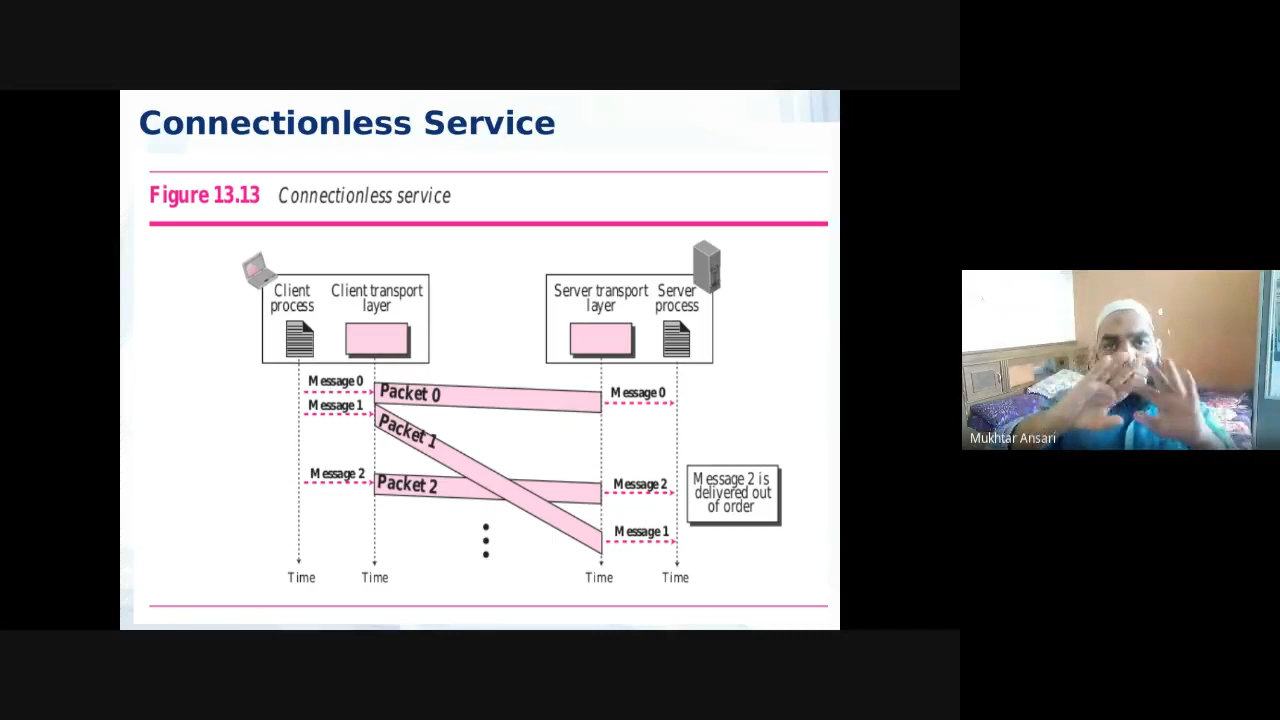 Connectionless Service
Figure 13.13 Connectionless service
Client process
Client transport layer
Server transport layer
Server process
Message 0
Packet 0
Message 0
Message 1
Packet 1
Message 2
Packet 2
Message 2
Message 2 is
delivered out
of order
Message 1
Time
Time
Time
Time
Mukhtar Ansari